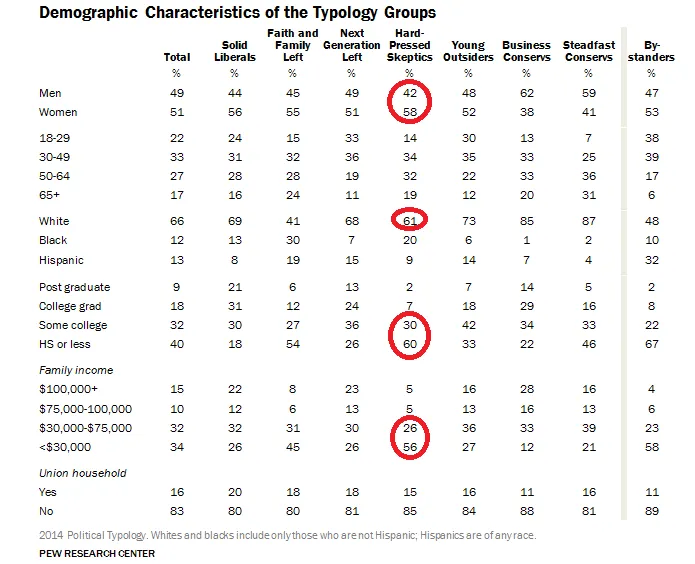 Demographic Characteristics of the Typology Groups
Total Solid Liberals Faith and Family Left Next Generation Left Hard-Pressed Skeptics Young Outsiders Business Conservs Steadfast Conservs By-standers
% % % % % % % % %
Men 49 44 45 49 42 48 62 59 47
Women 51 56 55 51 58 52 38 41 53
18-29 22 24 15 33 14 30 13 7 38
30-49 33 31 32 36 34 35 33 25 39
50-64 27 28 28 19 32 22 33 36 17
65+ 17 16 24 11 19 12 20 31 6
White 66 69 41 68 61 73 85 87 48
Black 12 13 30 7 20 6 1 2 10
Hispanic 13 8 19 15 9 14 7 4 32
Post graduate 9 21 6 13 2 7 14 5 2
College grad 18 31 12 24 7 18 29 16 8
Some college 32 30 27 36 30 42 34 33 22
HS or less 40 18 54 26 60 33 22 46 67
Family income
$100,000+ 15 22 8 23 5 16 28 16 4
$75,000-100,000 10 12 6 13 5 13 16 13 6
$30,000-$75,000 32 32 31 30 26 36 33 39 23
<$30,000 34 26 45 26 56 27 12 21 58
Union household
Yes 16 20 18 18 15 16 11 16 11
No 83 80 80 81 85 84 88 81 89
2014 Political Typology. Whites and blacks include only those who are not Hispanic; Hispanics are of any race.
PEW RESEARCH CENTER